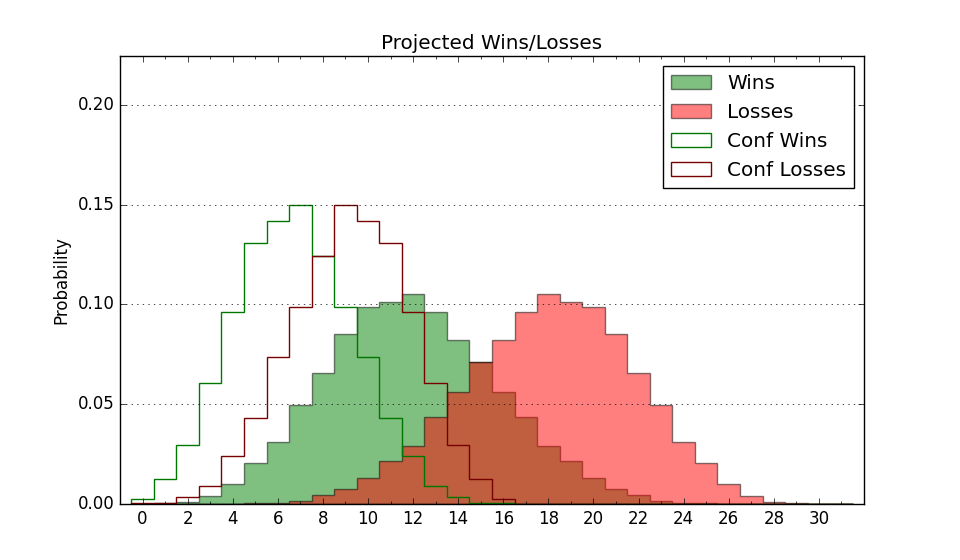 Projected Wins/Losses
Wins
Losses
Conf Wins
Conf Losses
Probability
0.20
0.15
0.10
0.05
0.00
0 2 4 6 8 10 12 14 16 18 20 22 24 26 28 30